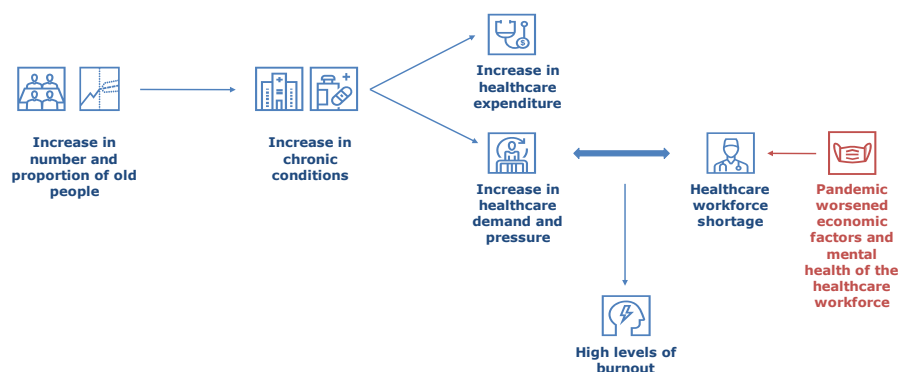 Increase in
number and
proportion of old
people
Increase in
chronic
conditions
$
Increase in
healthcare
expenditure
Increase in
healthcare
demand and
pressure
Healthcare
workforce
shortage
Pandemic
worsened
economic
factors and
mental
health of the
healthcare
workforce
High levels of
burnout